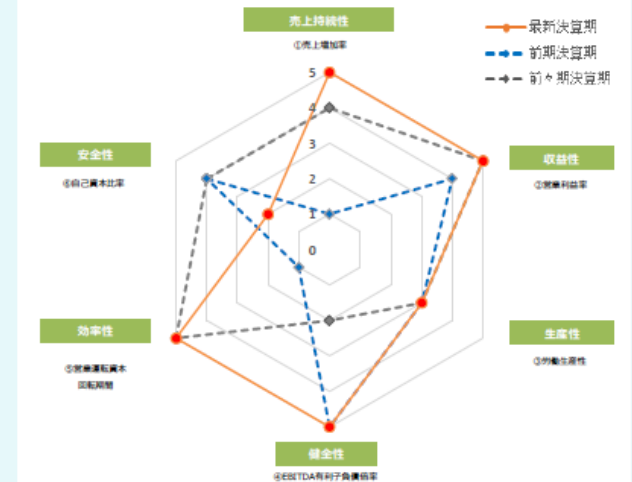 売上持続性
①売上増加率
最新決算期
前期決算期
前々期決算期
5
4
3
2
1
0
安全性
⑥自己資本比率
収益性
②営業利益率
効率性
⑤営業運転資本
回転期間
生産性
③労働生産性
健全性
④EBITDA有利子負債倍率